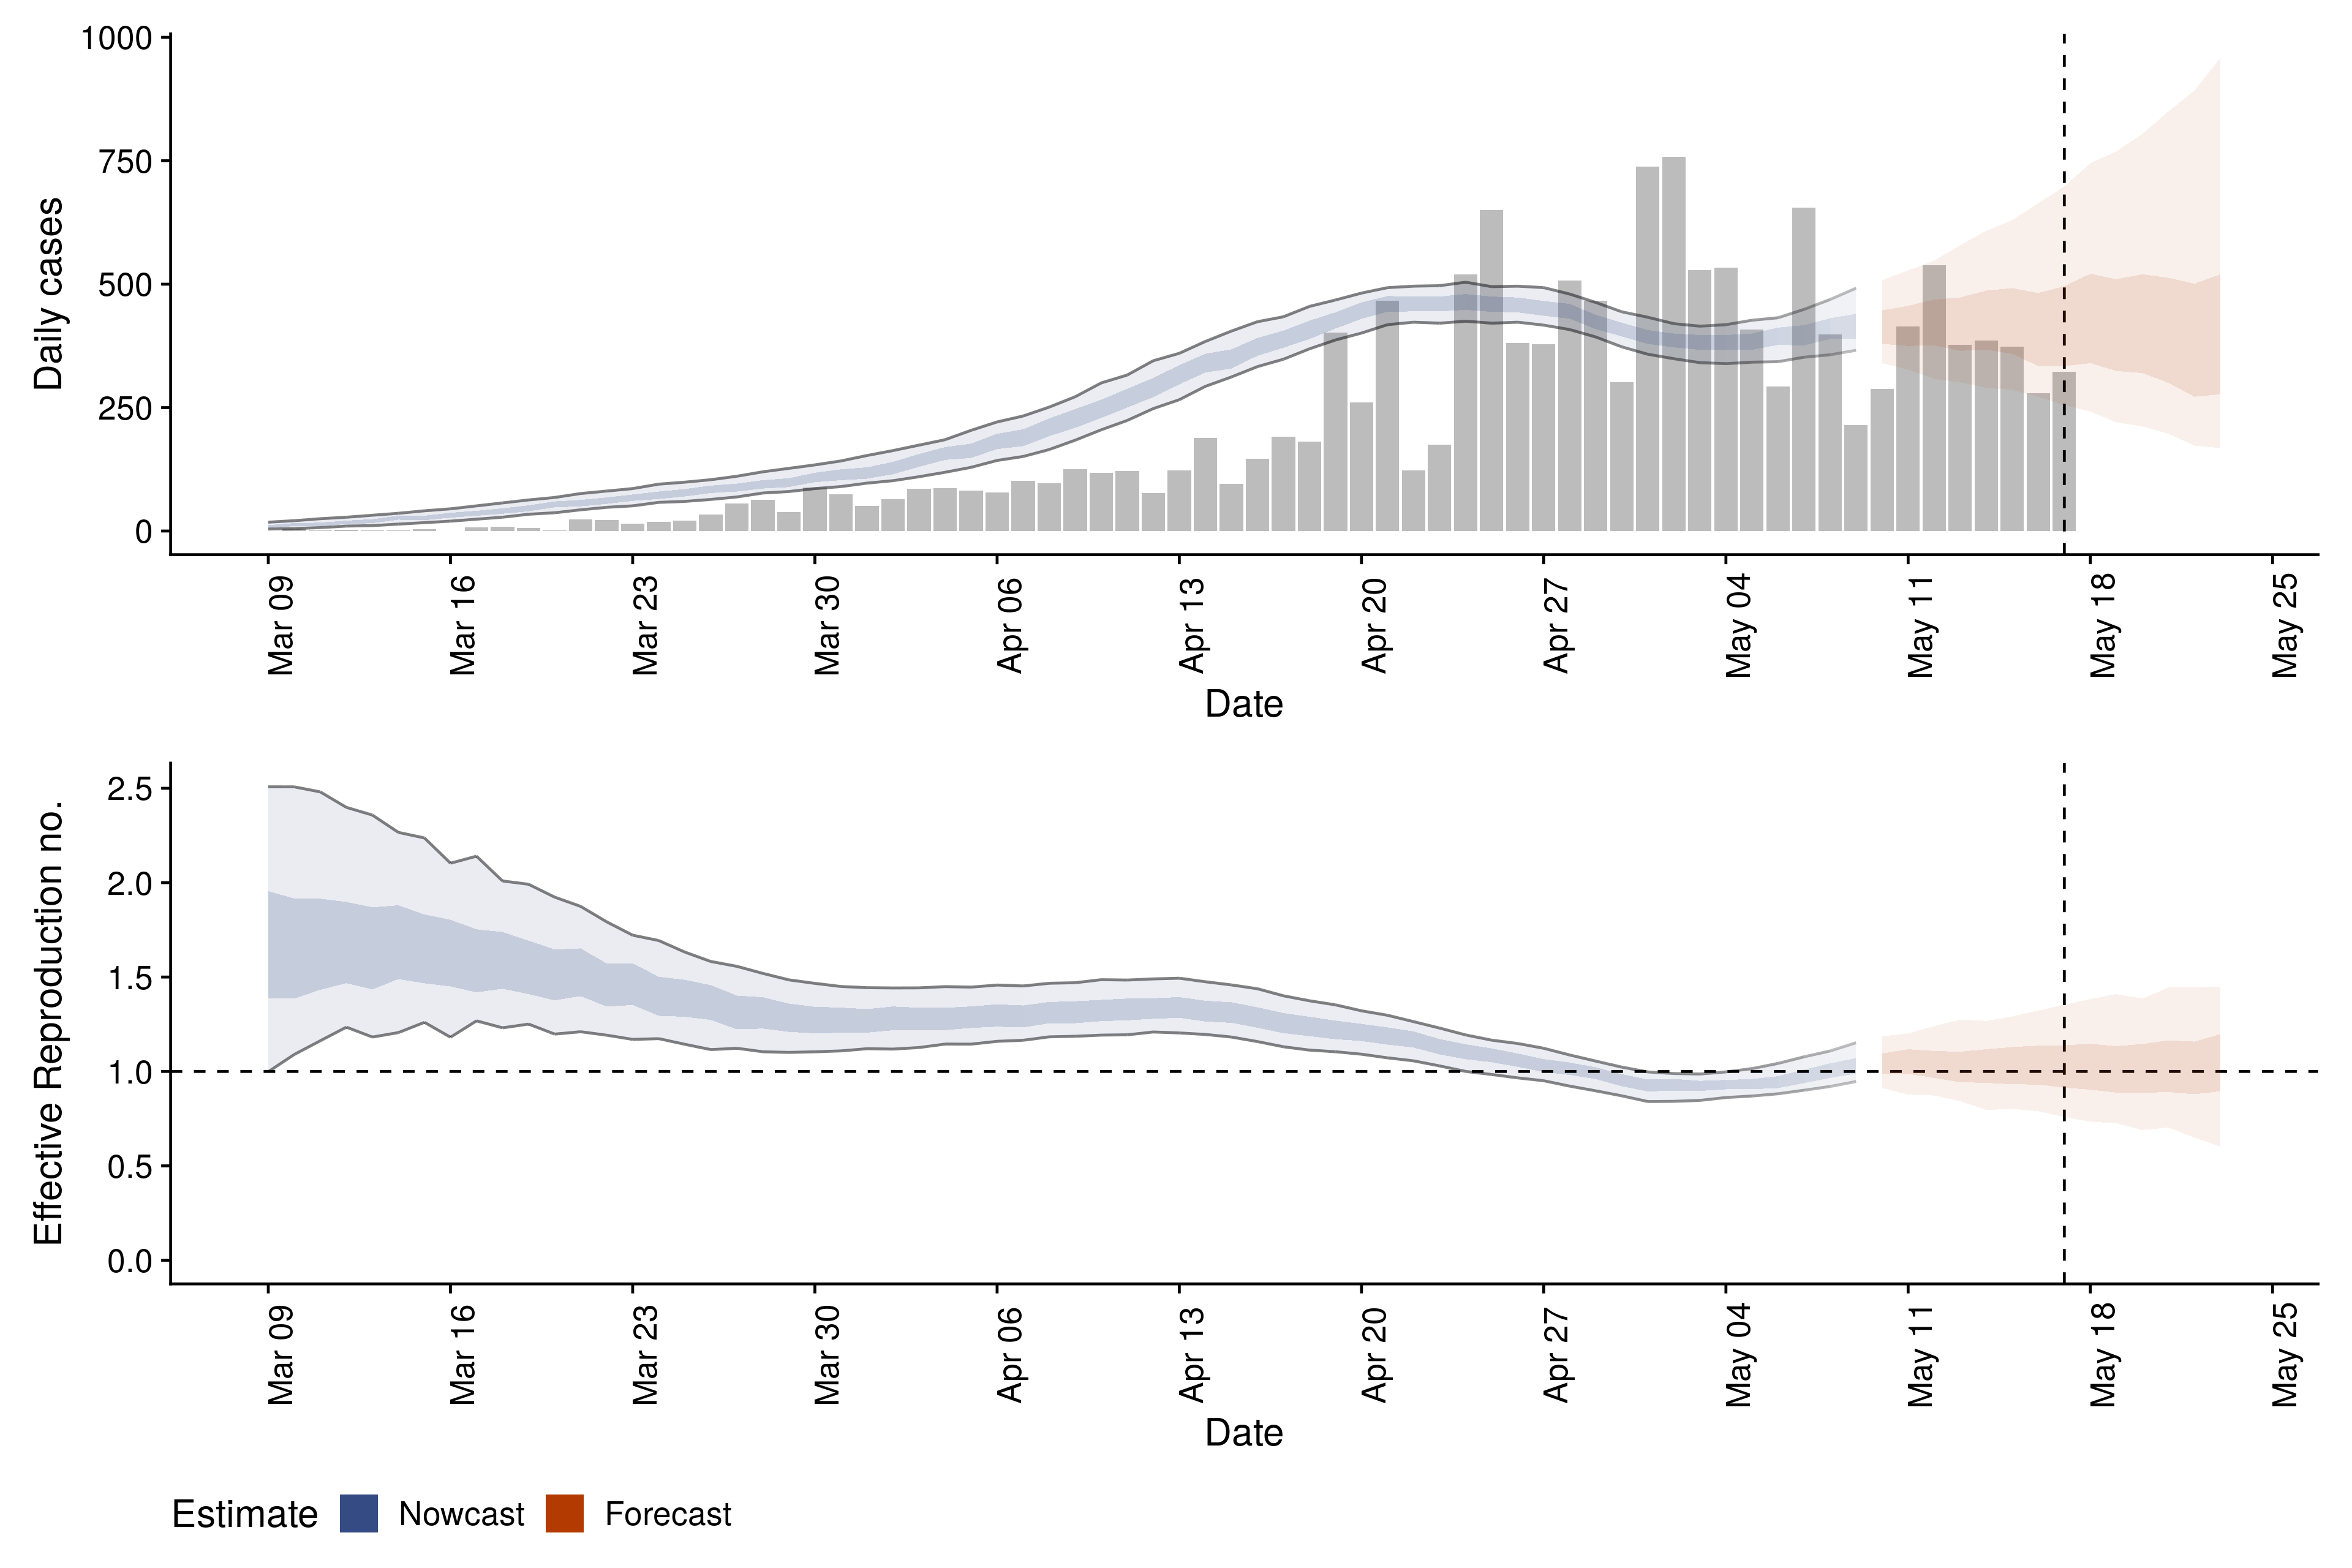 1000
750
500
250
0
Daily cases
Mar 09
Mar 16
Mar 23
Mar 30
Apr 06
Apr 13
Apr 20
Apr 27
May 04
May 11
May 18
May 25
Date
2.5
2.0
1.5
1.0
0.5
0.0
Effective Reproduction no.
Mar 09
Mar 16
Mar 23
Mar 30
Apr 06
Apr 13
Apr 20
Apr 27
May 04
May 11
May 18
May 25
Date
Estimate Nowcast Forecast